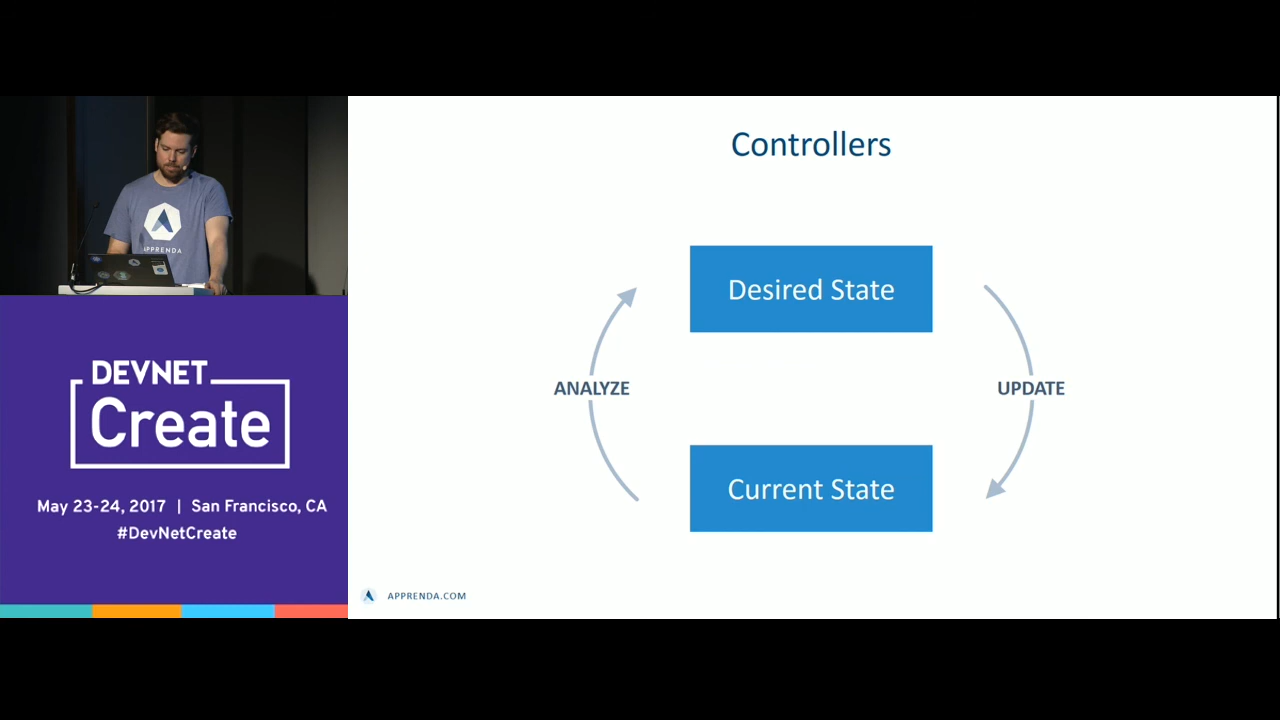 APPRENDA
DEVNET
Create
May 23-24, 2017 | San Francisco, CA
#DevNetCreate
Controllers
Desired State
ANALYZE
UPDATE
Current State
APPRENDA.COM